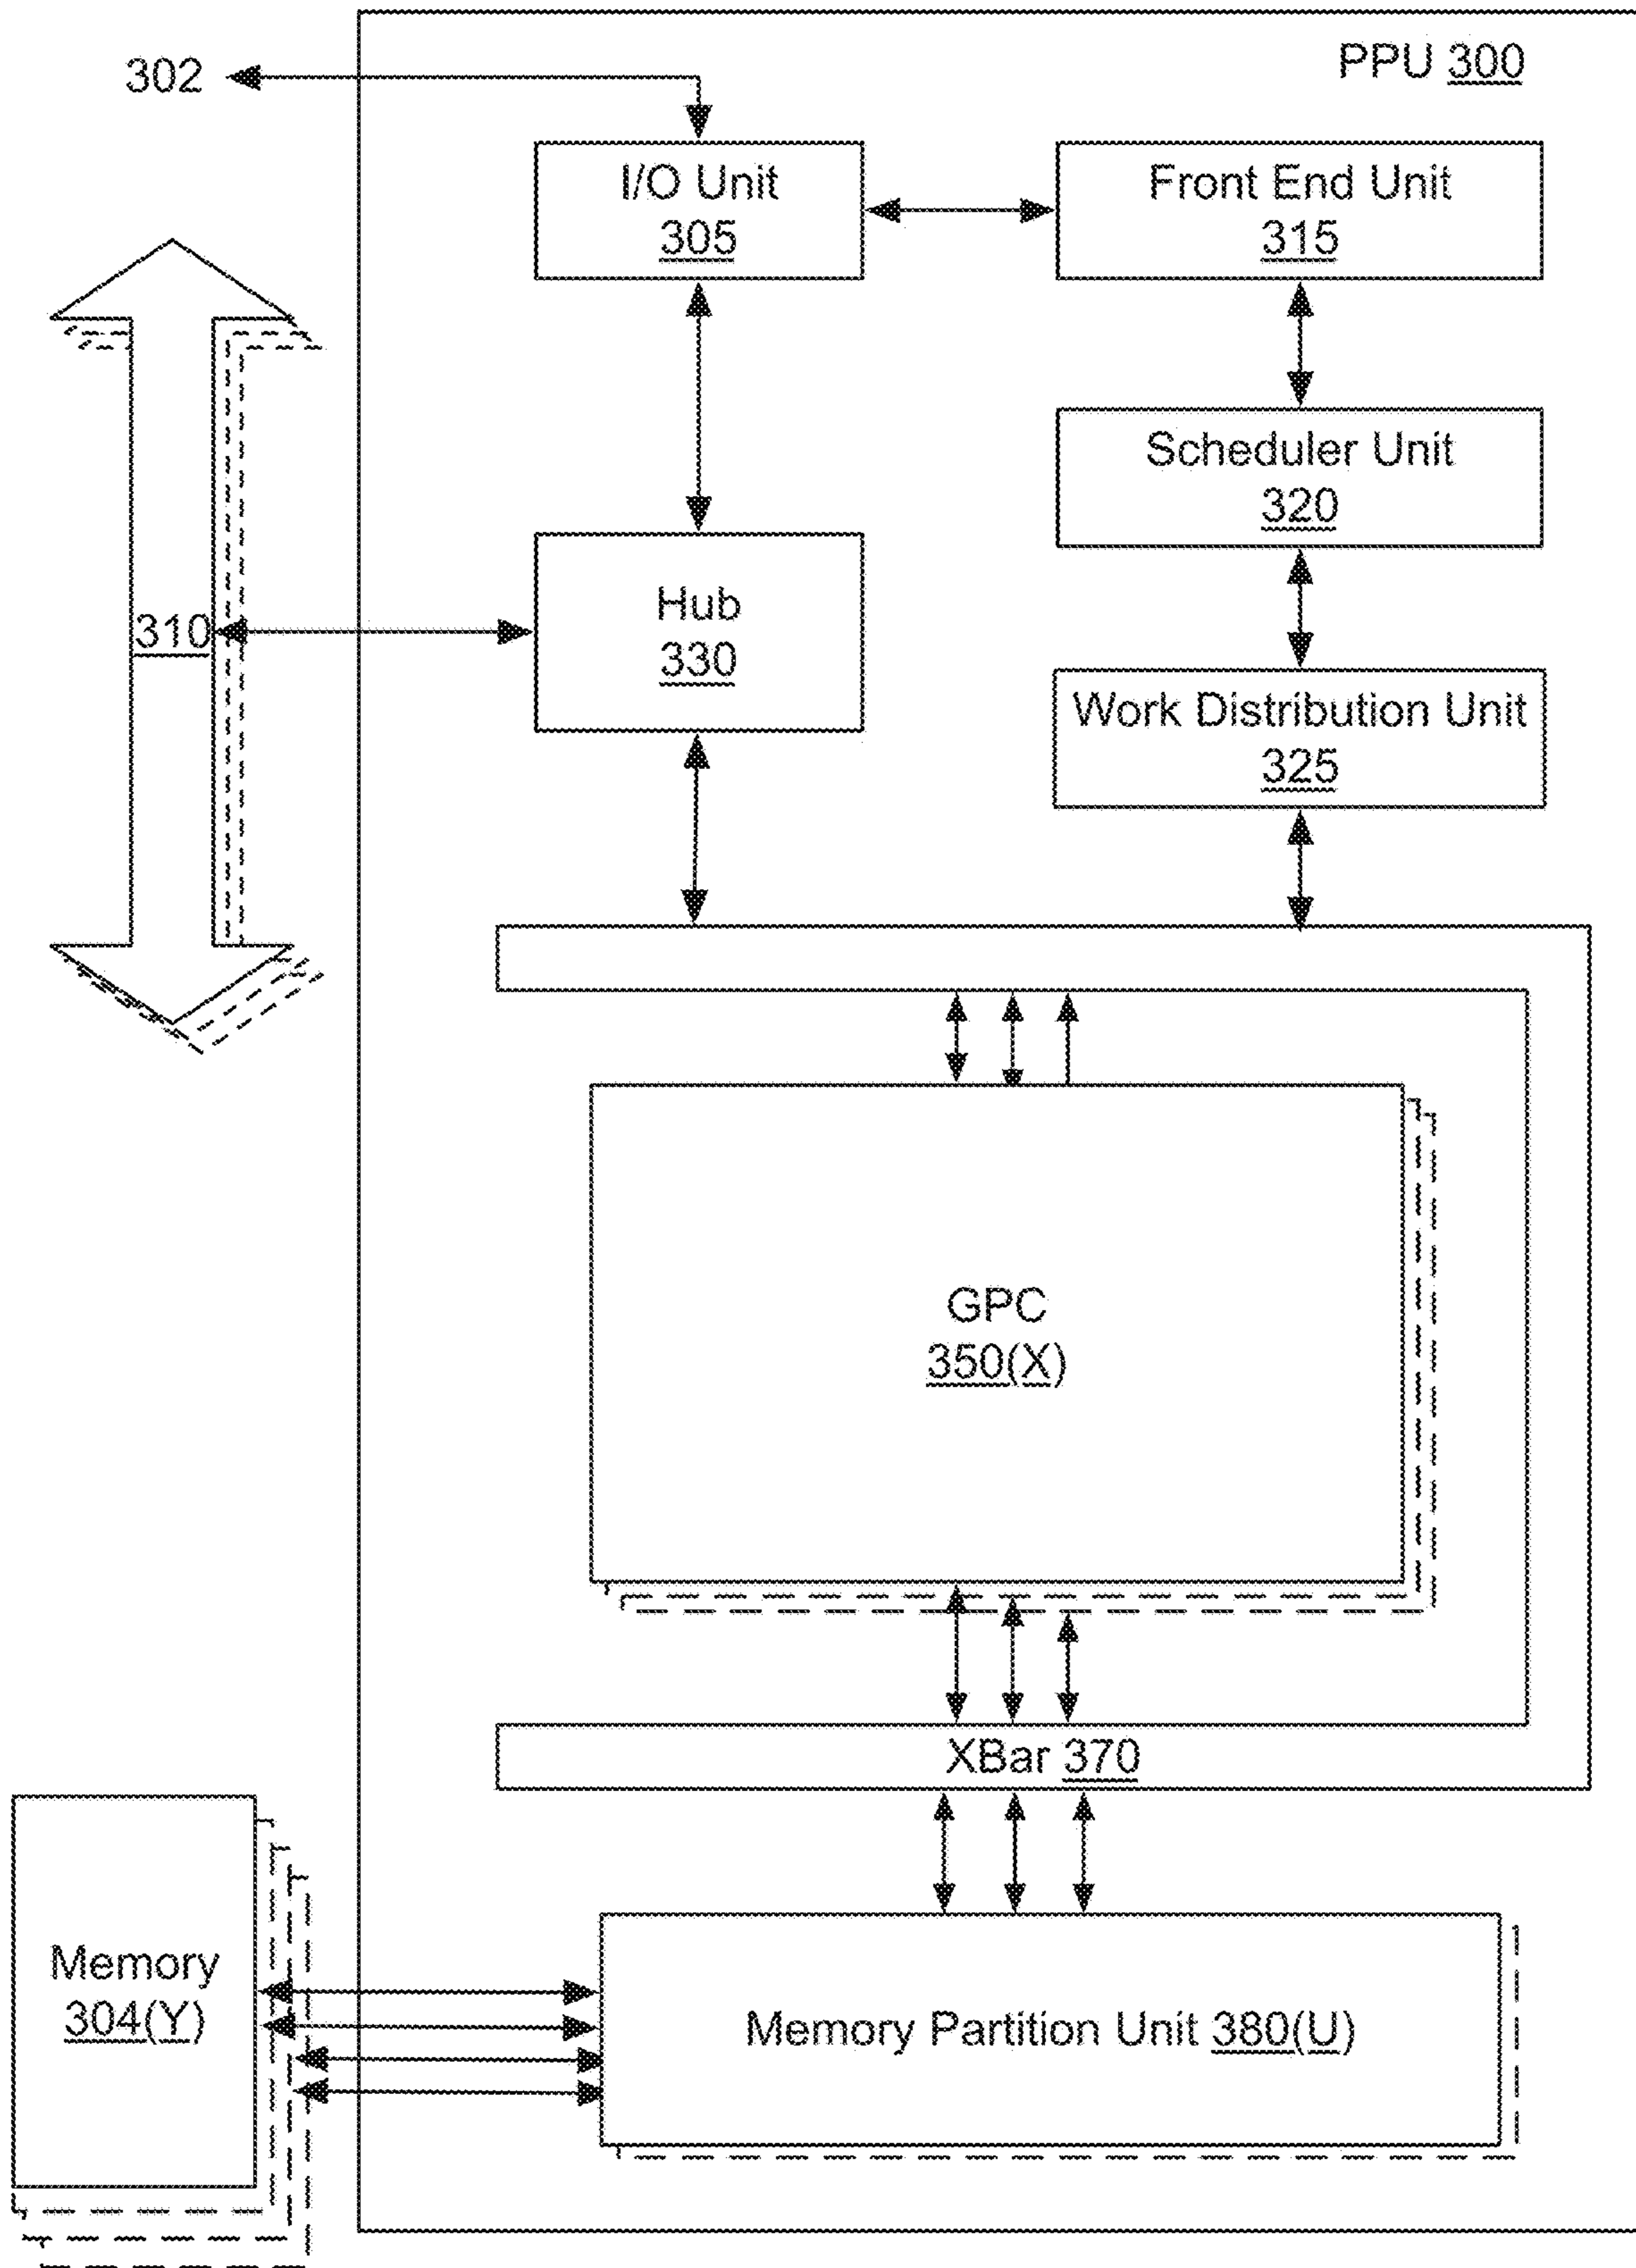 PPU 300
302
I/O Unit
305
Front End Unit
315
Scheduler Unit
320
310
Hub
330
Work Distribution Unit
325
GPC
350(X)
XBar 370
Memory
304(Y)
Memory Partition Unit 380(U)